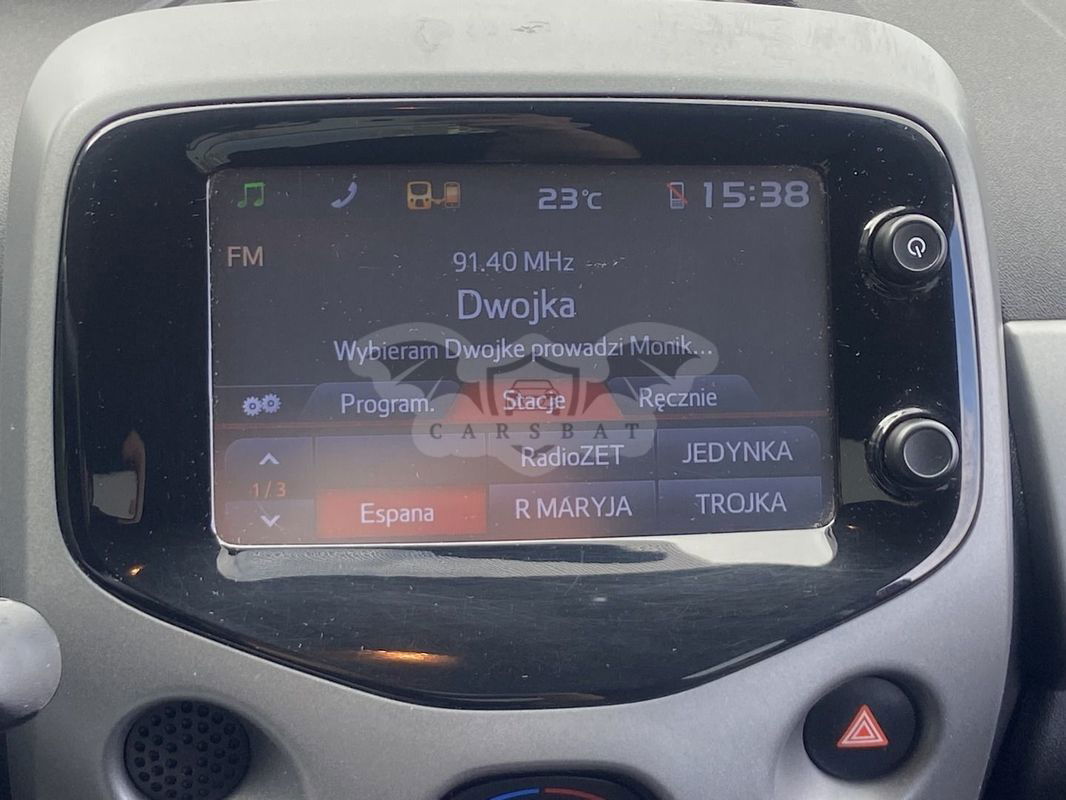 23°C
15:38
FM
91.40 MHz
Dwojka
Wybieram Dwojke prowadzi Monik...
Program. Stacje Ręcznie
CARSBAT
RadioZET JEDYNKA
1/3
Espana R MARYJA TROJKA